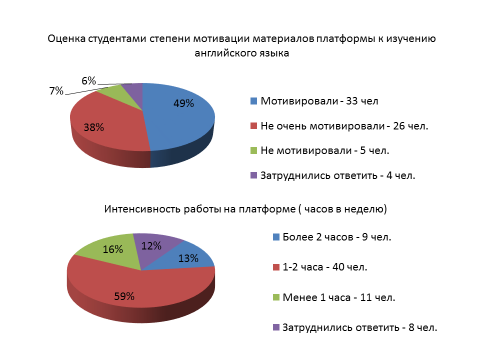 Оценка студентами степени мотивации материалов платформы к изучению
английского языка
6%
7%
49%
38%
Мотивировали - 33 чел
Не очень мотивировали - 26 чел.
Не мотивировали - 5 чел.
Затруднились ответить - 4 чел.
Интенсивность работы на платформе ( часов в неделю)
12%
16%
13%
59%
Более 2 часов - 9 чел.
1-2 часа - 40 чел.
Менее 1 часа - 11 чел.
Затруднились ответить - 8 чел.